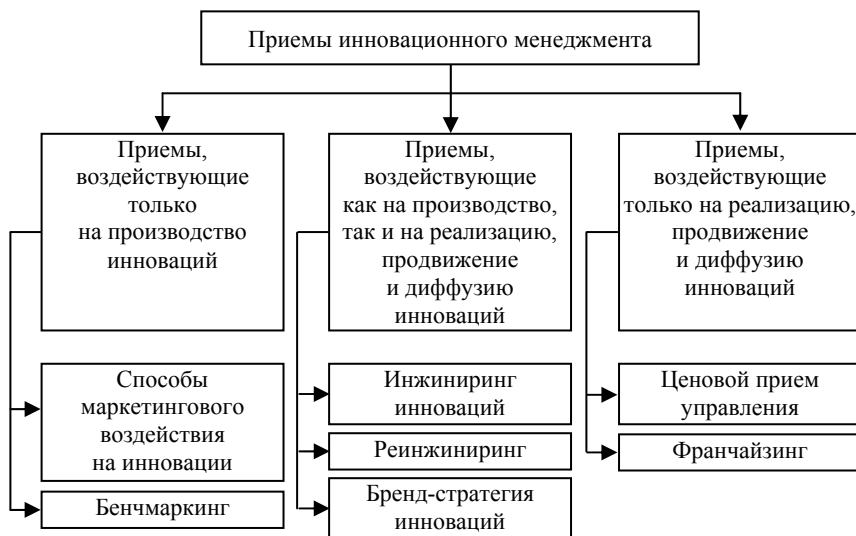 Приемы инновационного менеджмента
Приемы,
воздействующие
только
на производство
инноваций
Приемы,
воздействующие
как на производство,
так и на реализацию,
продвижение
и диффузию
инноваций
Приемы,
воздействующие
только на реализацию,
продвижение
и диффузию
инноваций
Способы
маркетингового
воздействия
на инновации
Бенчмаркинг
Инжиниринг
инноваций
Реинжиниринг
Бренд-стратегия
инноваций
Ценовой прием
управления
Франчайзинг